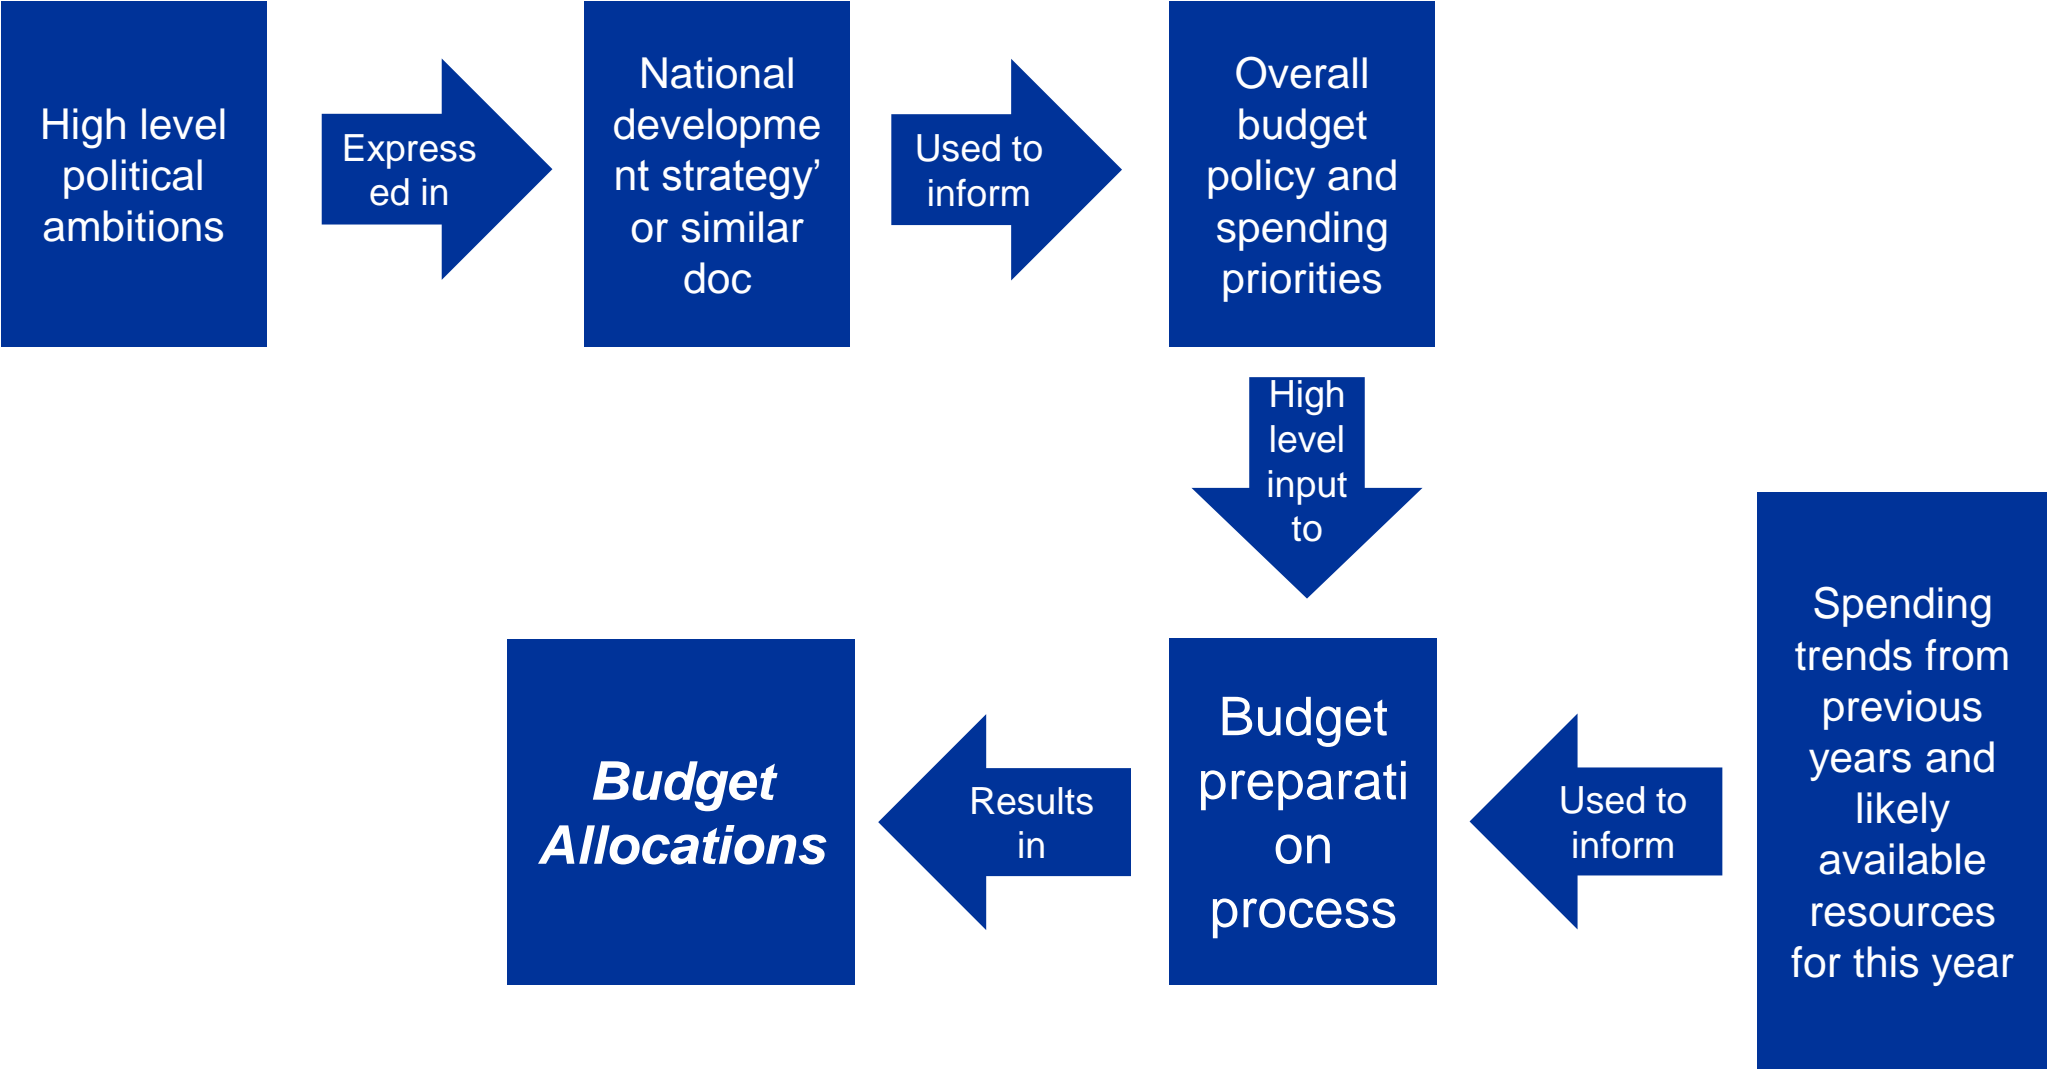 High level
political
ambitions
Express
ed in
National
developme
nt strategy’
or similar
doc
Used to
inform
Overall
budget
policy and
spending
priorities
High
level
input
to
Spending
trends from
previous
years and
likely
available
resources
for this year
Used to
inform
Budget
preparati
on
process
Results
in
Budget
Allocations